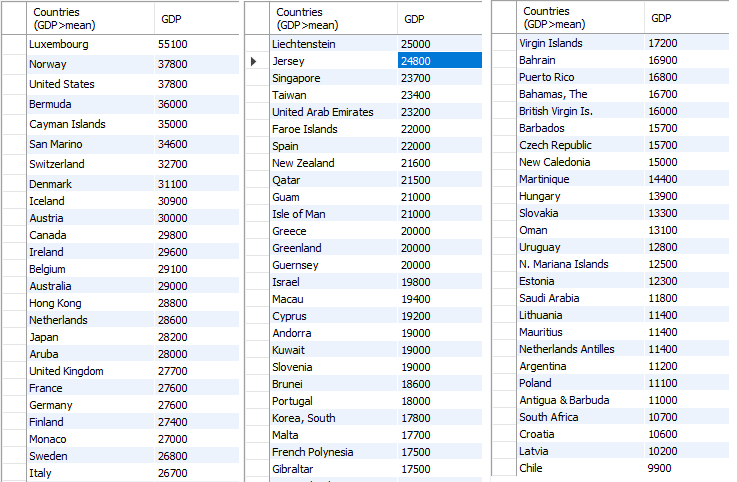 Countries
(GDP>mean) GDP
Luxembourg 55100
Norway 37800
United States 37800
Bermuda 36000
Cayman Islands 35000
San Marino 34600
Switzerland 32700
Denmark 31100
Iceland 30900
Austria 30000
Canada 29800
Ireland 29600
Belgium 29100
Australia 29000
Hong Kong 28800
Netherlands 28600
Japan 28200
Aruba 28000
United Kingdom 27700
France 27600
Germany 27600
Finland 27400
Monaco 27000
Sweden 26800
Italy 26700
Countries
(GDP>mean) GDP
Liechtenstein 25000
Jersey 24800
Singapore 23700
Taiwan 23400
United Arab Emirates 23200
Faroe Islands 22000
Spain 22000
New Zealand 21600
Qatar 21500
Guam 21000
Isle of Man 21000
Greece 20000
Greenland 20000
Guernsey 20000
Israel 19800
Macau 19400
Cyprus 19200
Andorra 19000
Kuwait 19000
Slovenia 19000
Brunei 18600
Portugal 18000
Korea, South 17800
Malta 17700
French Polynesia 17500
Gibraltar 17500
Countries
(GDP>mean) GDP
Virgin Islands 17200
Bahrain 16900
Puerto Rico 16800
Bahamas, The 16700
British Virgin Is. 16000
Barbados 15700
Czech Republic 15700
New Caledonia 15000
Martinique 14400
Hungary 13900
Slovakia 13300
Oman 13100
Uruguay 12800
N. Mariana Islands 12500
Estonia 12300
Saudi Arabia 11800
Lithuania 11400
Mauritius 11400
Netherlands Antilles 11400
Argentina 11200
Poland 11100
Antigua & Barbuda 11000
South Africa 10700
Croatia 10600
Latvia 10200
Chile 9900